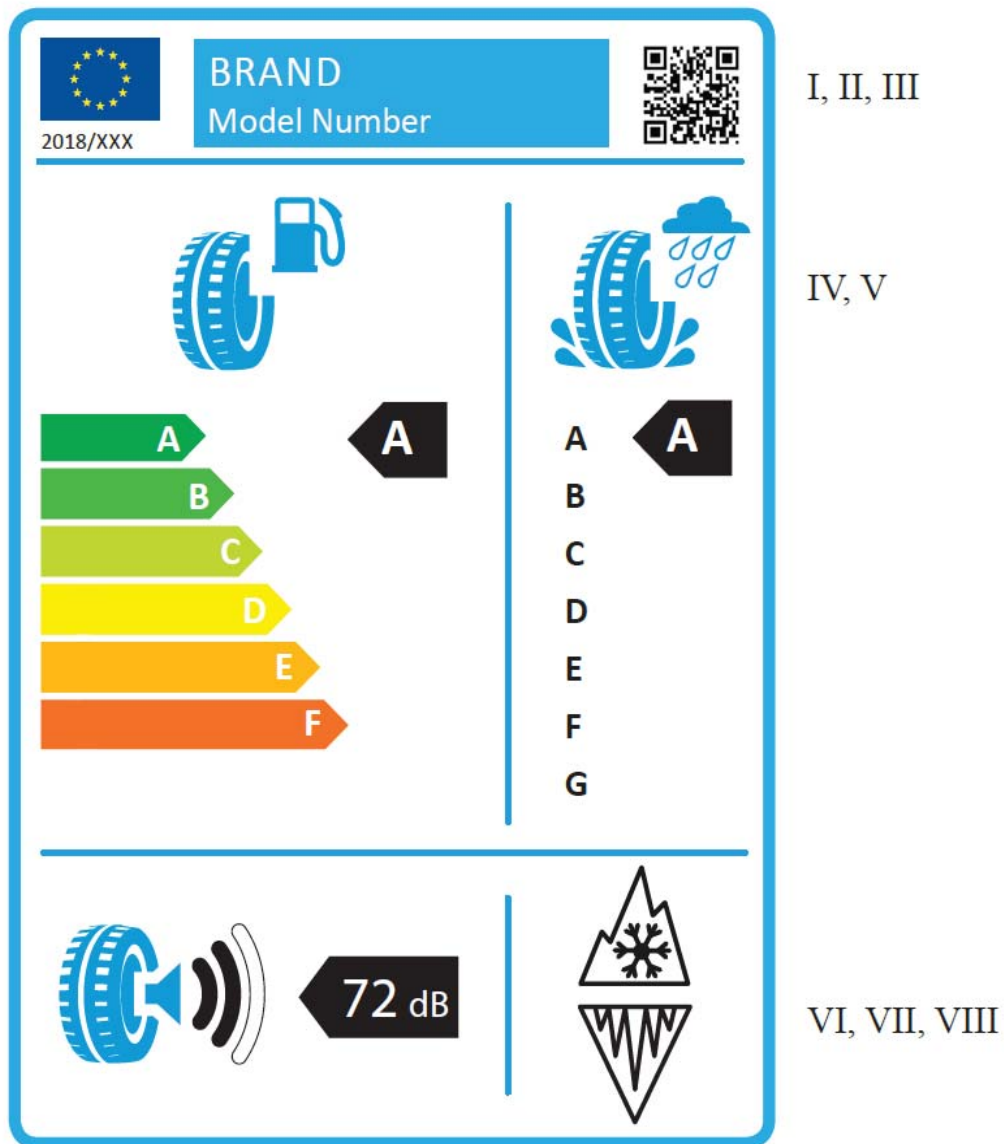 BRAND
Model Number
2018/XXX
I, II, III
IV, V
A
A
B
C
D
E
F
A
A
B
C
D
E
F
G
72 dB
VI, VII, VIII